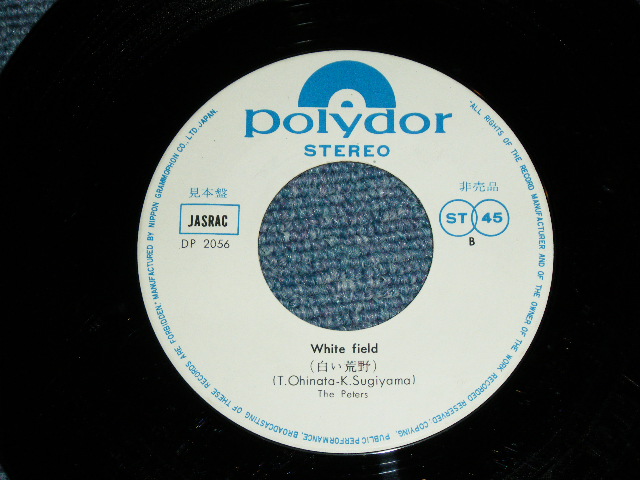 polydor
STEREO
見本盤
非売品
JASRAC
ST 45
DP 2056
B
White field
(白い荒野)
(T.Ohinata-K.Sugiyama)
The Peters
MANUFACTURED BY NIPPON GRAMMOPHON CO., LTD. JAPAN.
"ALL RIGHTS OF THE RECORD MANUFACTURER AND OF THE OWNER OF THE WORK RECORDED RESERVED. COPYING, PUBLIC PERFORMANCE, BROADCASTING OF THESE RECORDS ARE FORBIDDEN"